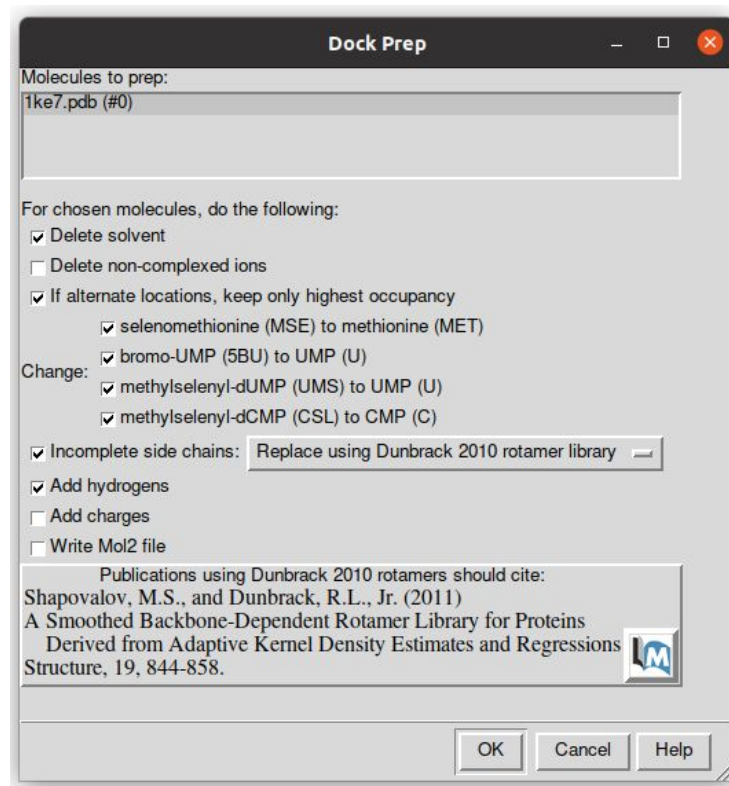 Dock Prep
Molecules to prep:
1ke7.pdb (#0)
For chosen molecules, do the following:
Delete solvent
Delete non-complexed ions
If alternate locations, keep only highest occupancy
Change:
selenomethionine (MSE) to methionine (MET)
bromo-UMP (5BU) to UMP (U)
methylselenyl-dUMP (UMS) to UMP (U)
methylselenyl-dCMP (CSL) to CMP (C)
Incomplete side chains: Replace using Dunbrack 2010 rotamer library
Add hydrogens
Add charges
Write Mol2 file
Publications using Dunbrack 2010 rotamers should cite:
Shapovalov, M.S., and Dunbrack, R.L., Jr. (2011)
A Smoothed Backbone-Dependent Rotamer Library for Proteins
Derived from Adaptive Kernel Density Estimates and Regressions
Structure, 19, 844-858.
M
OK Cancel Help